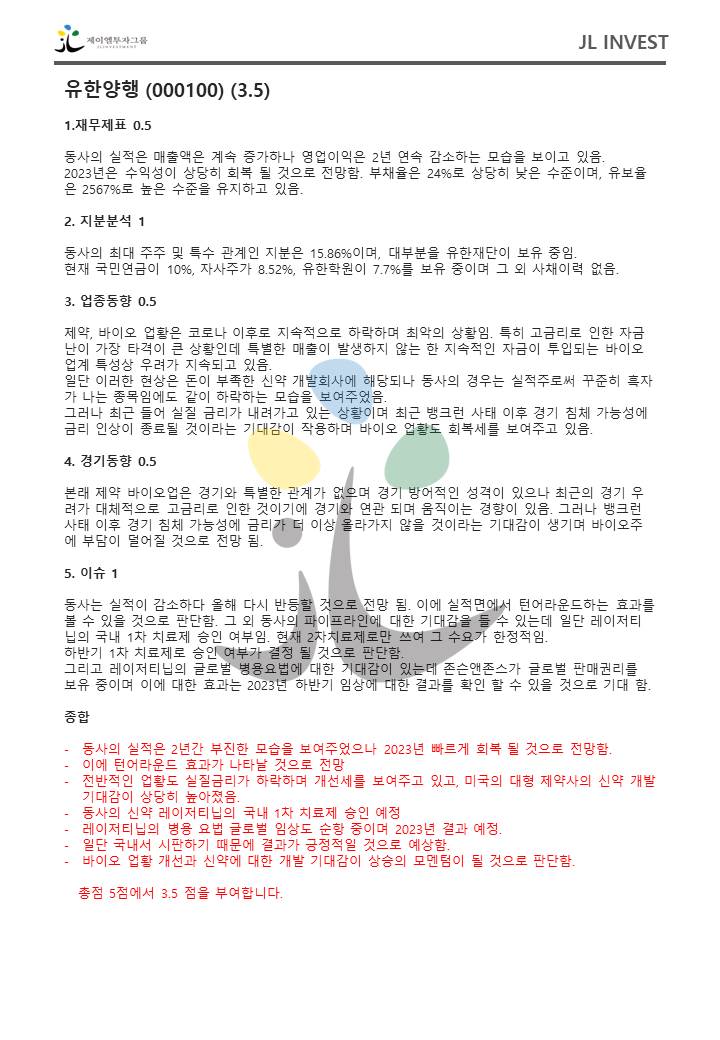 제이엘투자그룹
JL INVESTMENT
JL INVEST
유한양행 (000100) (3.5)
1.재무제표 0.5
동사의 실적은 매출액은 계속 증가하나 영업이익은 2년 연속 감소하는 모습을 보이고 있음.
2023년은 수익성이 상당히 회복 될 것으로 전망함. 부채율은 24%로 상당히 낮은 수준이며, 유보율
은 2567%로 높은 수준을 유지하고 있음.
2. 지분분석 1
동사의 최대 주주 및 특수 관계인 지분은 15.86%이며, 대부분을 유한재단이 보유 중임.
현재 국민연금이 10%, 자사주가 8.52%, 유한학원이 7.7%를 보유 중이며 그 외 사채이력 없음.
3. 업종동향 0.5
제약, 바이오 업황은 코로나 이후로 지속적으로 하락하며 최악의 상황임. 특히 고금리로 인한 자금
난이 가장 타격이 큰 상황인데 특별한 매출이 발생하지 않는 한 지속적인 자금이 투입되는 바이오
업계 특성상 우려가 지속되고 있음.
일단 이러한 현상은 돈이 부족한 신약 개발회사에 해당되나 동사의 경우는 실적주로써 꾸준히 흑자
가 나는 종목임에도 같이 하락하는 모습을 보여주었음.
그러나 최근 들어 실질 금리가 내려가고 있는 상황이며 최근 뱅크런 사태 이후 경기 침체 가능성에
금리 인상이 종료될 것이라는 기대감이 작용하며 바이오 업황도 회복세를 보여주고 있음.
4. 경기동향 0.5
본래 제약 바이오업은 경기와 특별한 관계가 없으며 경기 방어적인 성격이 있으나 최근의 경기 우
려가 대체적으로 고금리로 인한 것이기에 경기와 연관 되며 움직이는 경향이 있음. 그러나 뱅크런
사태 이후 경기 침체 가능성에 금리가 더 이상 올라가지 않을 것이라는 기대감이 생기며 바이오주
에 부담이 덜어질 것으로 전망 됨.
5. 이슈 1
동사는 실적이 감소하다 올해 다시 반등할 것으로 전망 됨. 이에 실적면에서 턴어라운드하는 효과를
볼 수 있을 것으로 판단함. 그 외 동사의 파이프라인에 대한 기대감을 들 수 있는데 일단 레이저티
닙의 국내 1차 치료제 승인 여부임. 현재 2차치료제로만 쓰여 그 수요가 한정적임.
하반기 1차 치료제로 승인 여부가 결정 될 것으로 판단함.
그리고 레이저티닙의 글로벌 병용요법에 대한 기대감이 있는데 존슨앤존스가 글로벌 판매권리를
보유 중이며 이에 대한 효과는 2023년 하반기 임상에 대한 결과를 확인 할 수 있을 것으로 기대 함.
종합
- 동사의 실적은 2년간 부진한 모습을 보여주었으나 2023년 빠르게 회복 될 것으로 전망함.
- 이에 턴어라운드 효과가 나타날 것으로 전망
- 전반적인 업황도 실질금리가 하락하며 개선세를 보여주고 있고, 미국의 대형 제약사의 신약 개발
기대감이 상당히 높아졌음.
- 동사의 신약 레이저티닙의 국내 1차 치료제 승인 예정
- 레이저티닙의 병용 요법 글로벌 임상도 순항 중이며 2023년 결과 예정.
- 일단 국내서 시판하기 때문에 결과가 긍정적일 것으로 예상함.
- 바이오 업황 개선과 신약에 대한 개발 기대감이 상승의 모멘텀이 될 것으로 판단함.
총점 5점에서 3.5 점을 부여합니다.